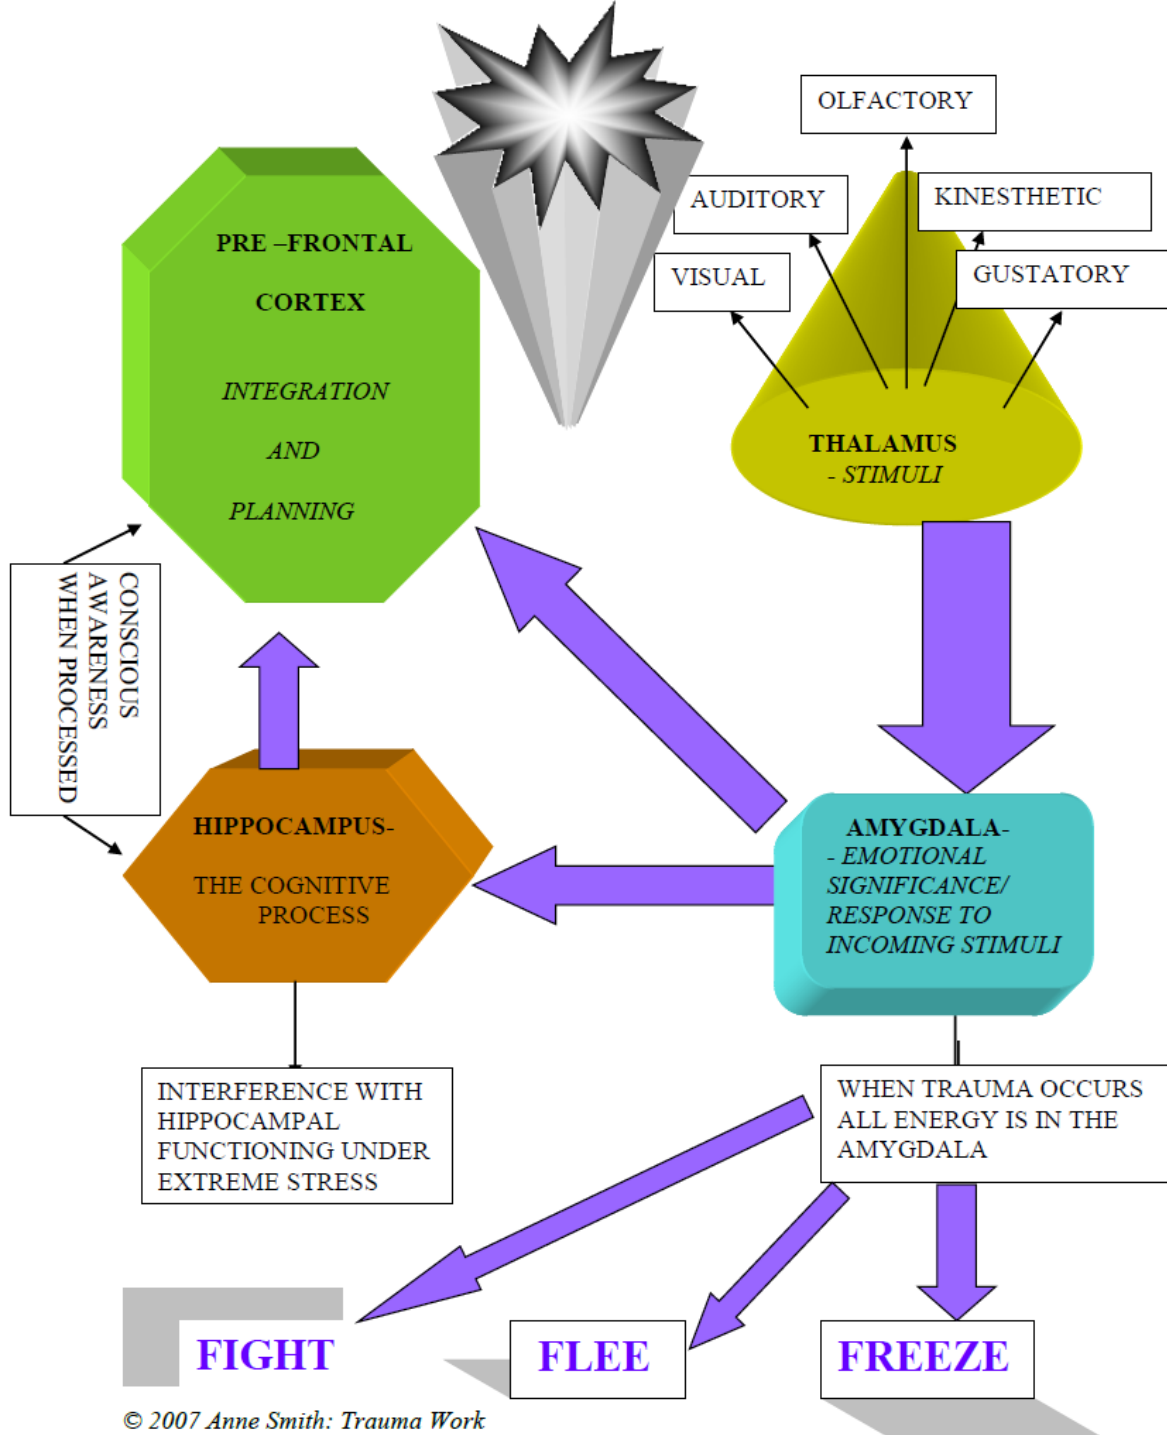 OLFACTORY
AUDITORY
KINESTHETIC
VISUAL
GUSTATORY
THALAMUS
- STIMULI
PRE –FRONTAL
CORTEX
INTEGRATION
AND
PLANNING
CONSCIOUS
AWARENESS
WHEN PROCESSED
HIPPOCAMPUS-
THE COGNITIVE
PROCESS
AMYGDALA-
- EMOTIONAL
SIGNIFICANCE/
RESPONSE TO
INCOMING STIMULI
INTERFERENCE WITH
HIPPOCAMPAL
FUNCTIONING UNDER
EXTREME STRESS
WHEN TRAUMA OCCURS
ALL ENERGY IS IN THE
AMYGDALA
FIGHT
FLEE
FREEZE
© 2007 Anne Smith: Trauma Work